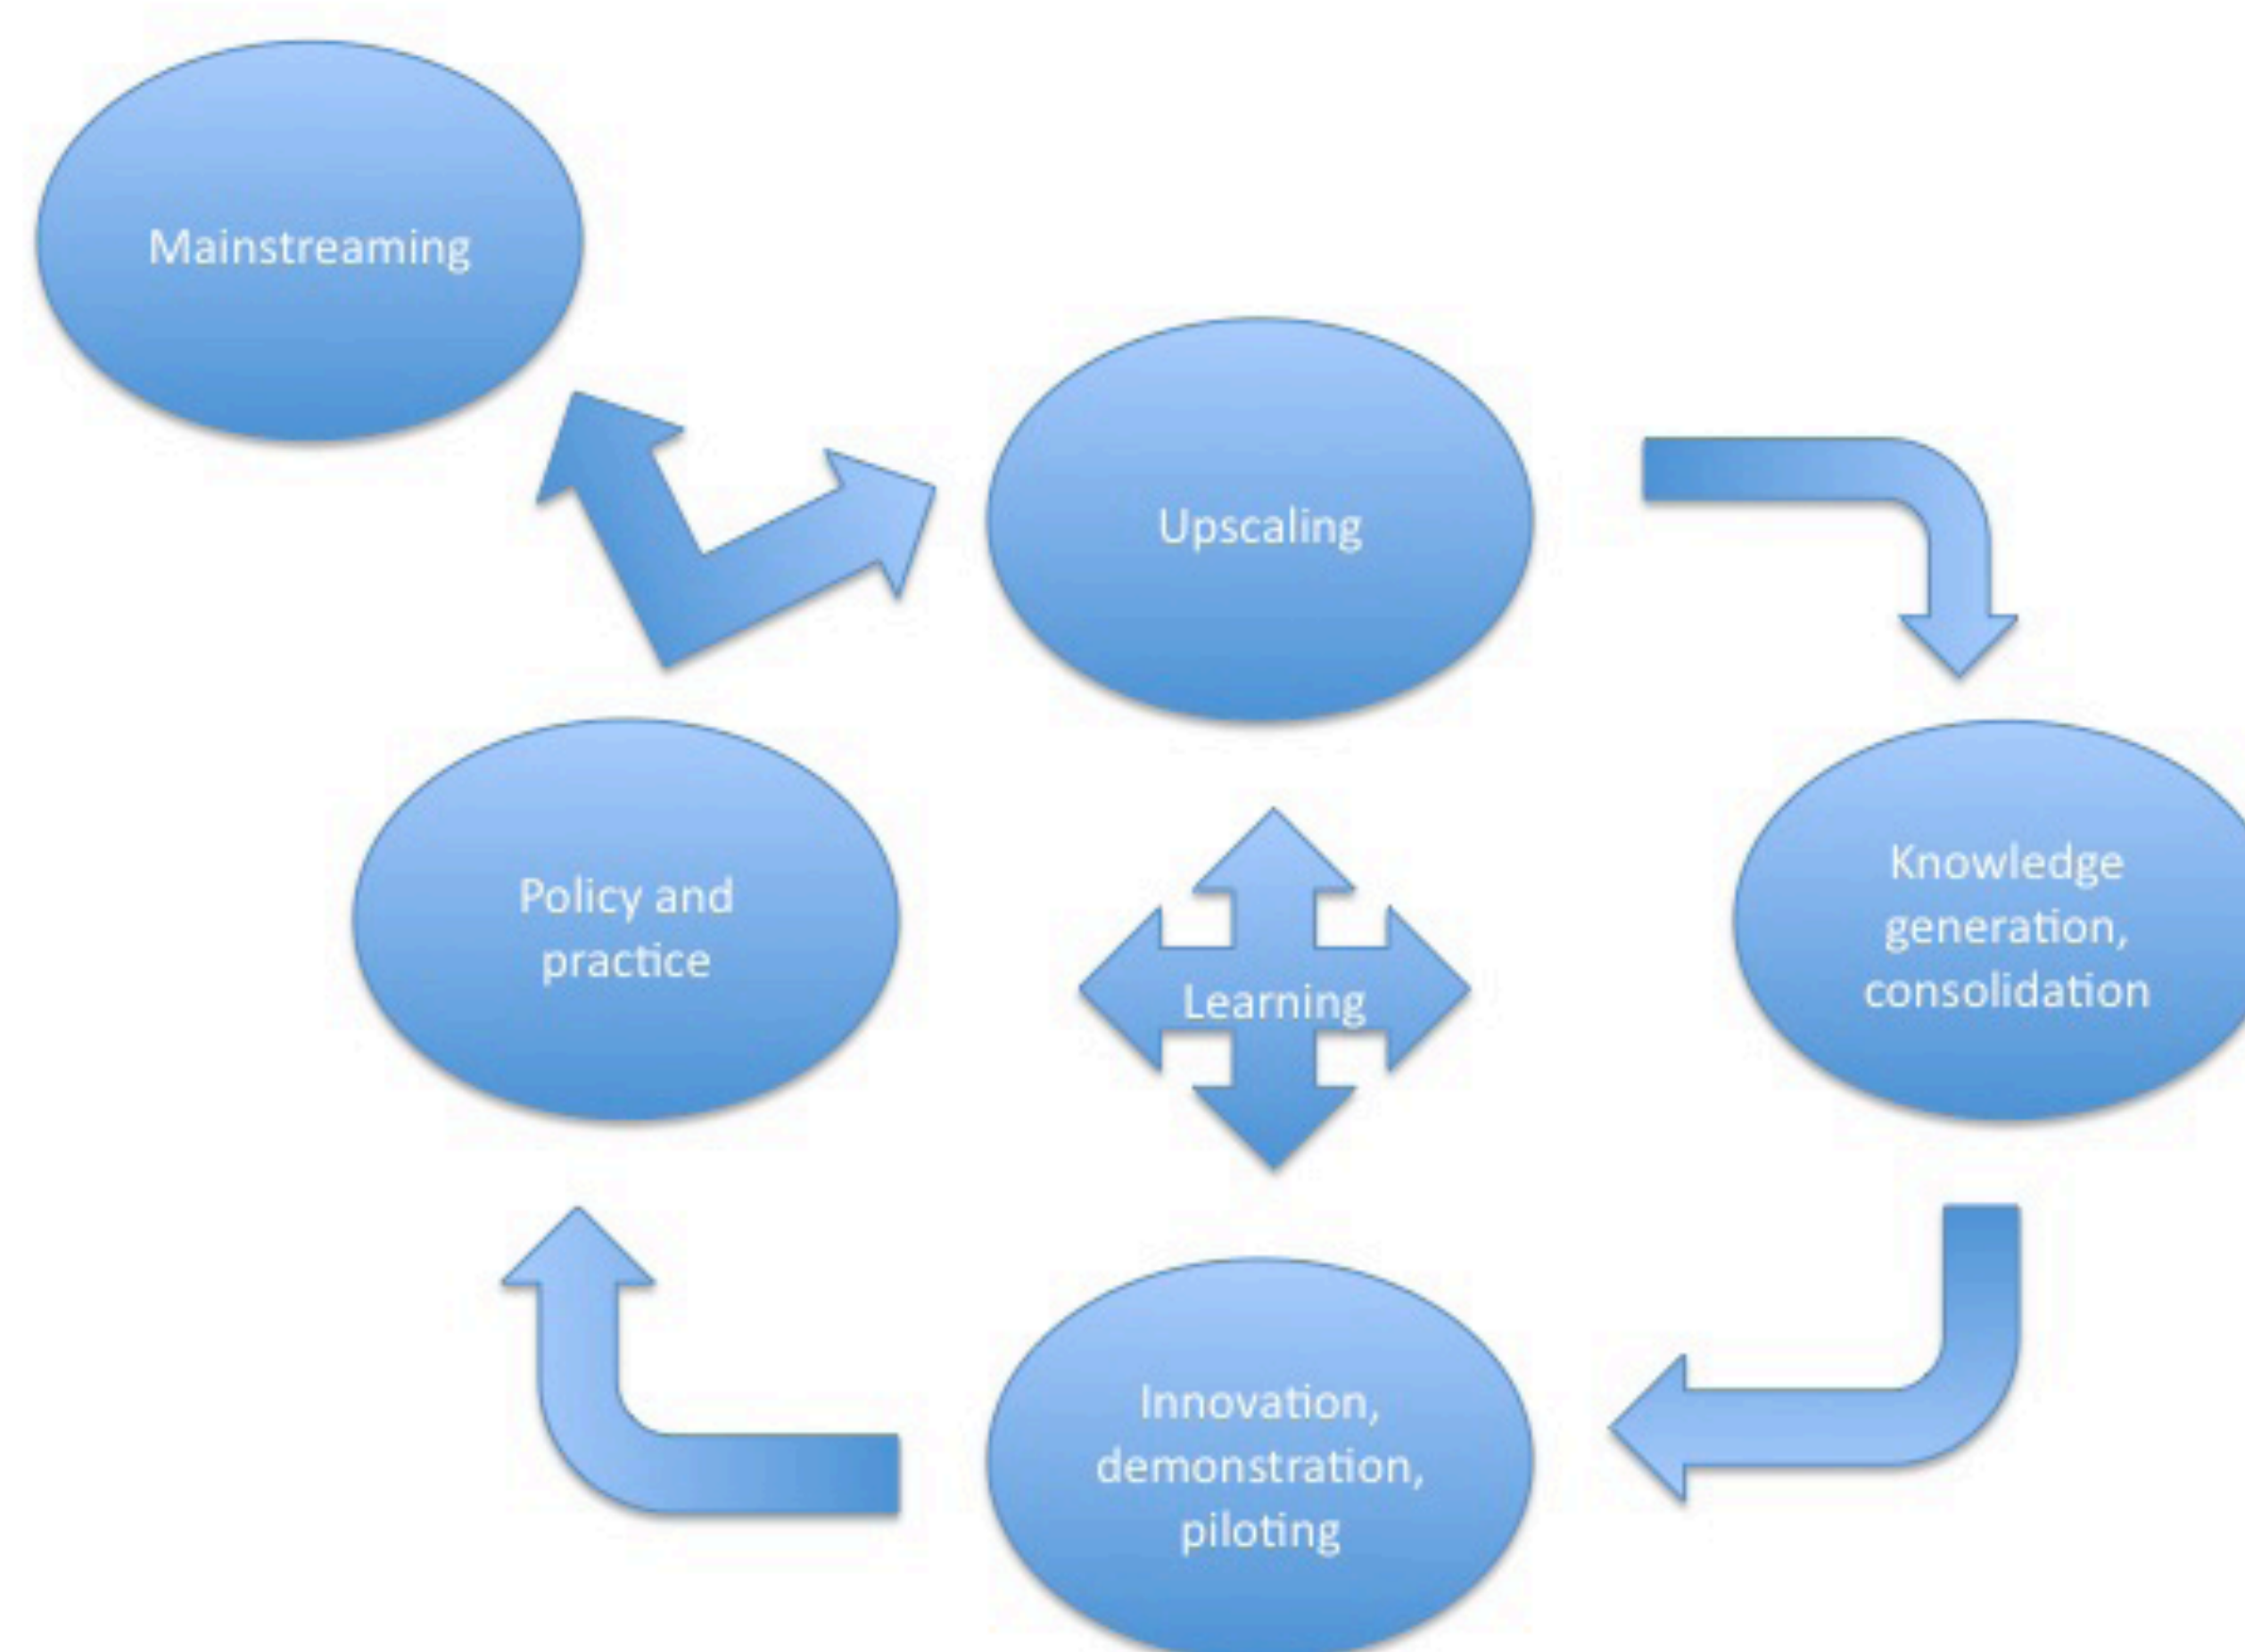 Mainstreaming
Upscaling
Policy and
practice
Knowledge
generation,
consolidation
Learning
Innovation,
demonstration,
piloting